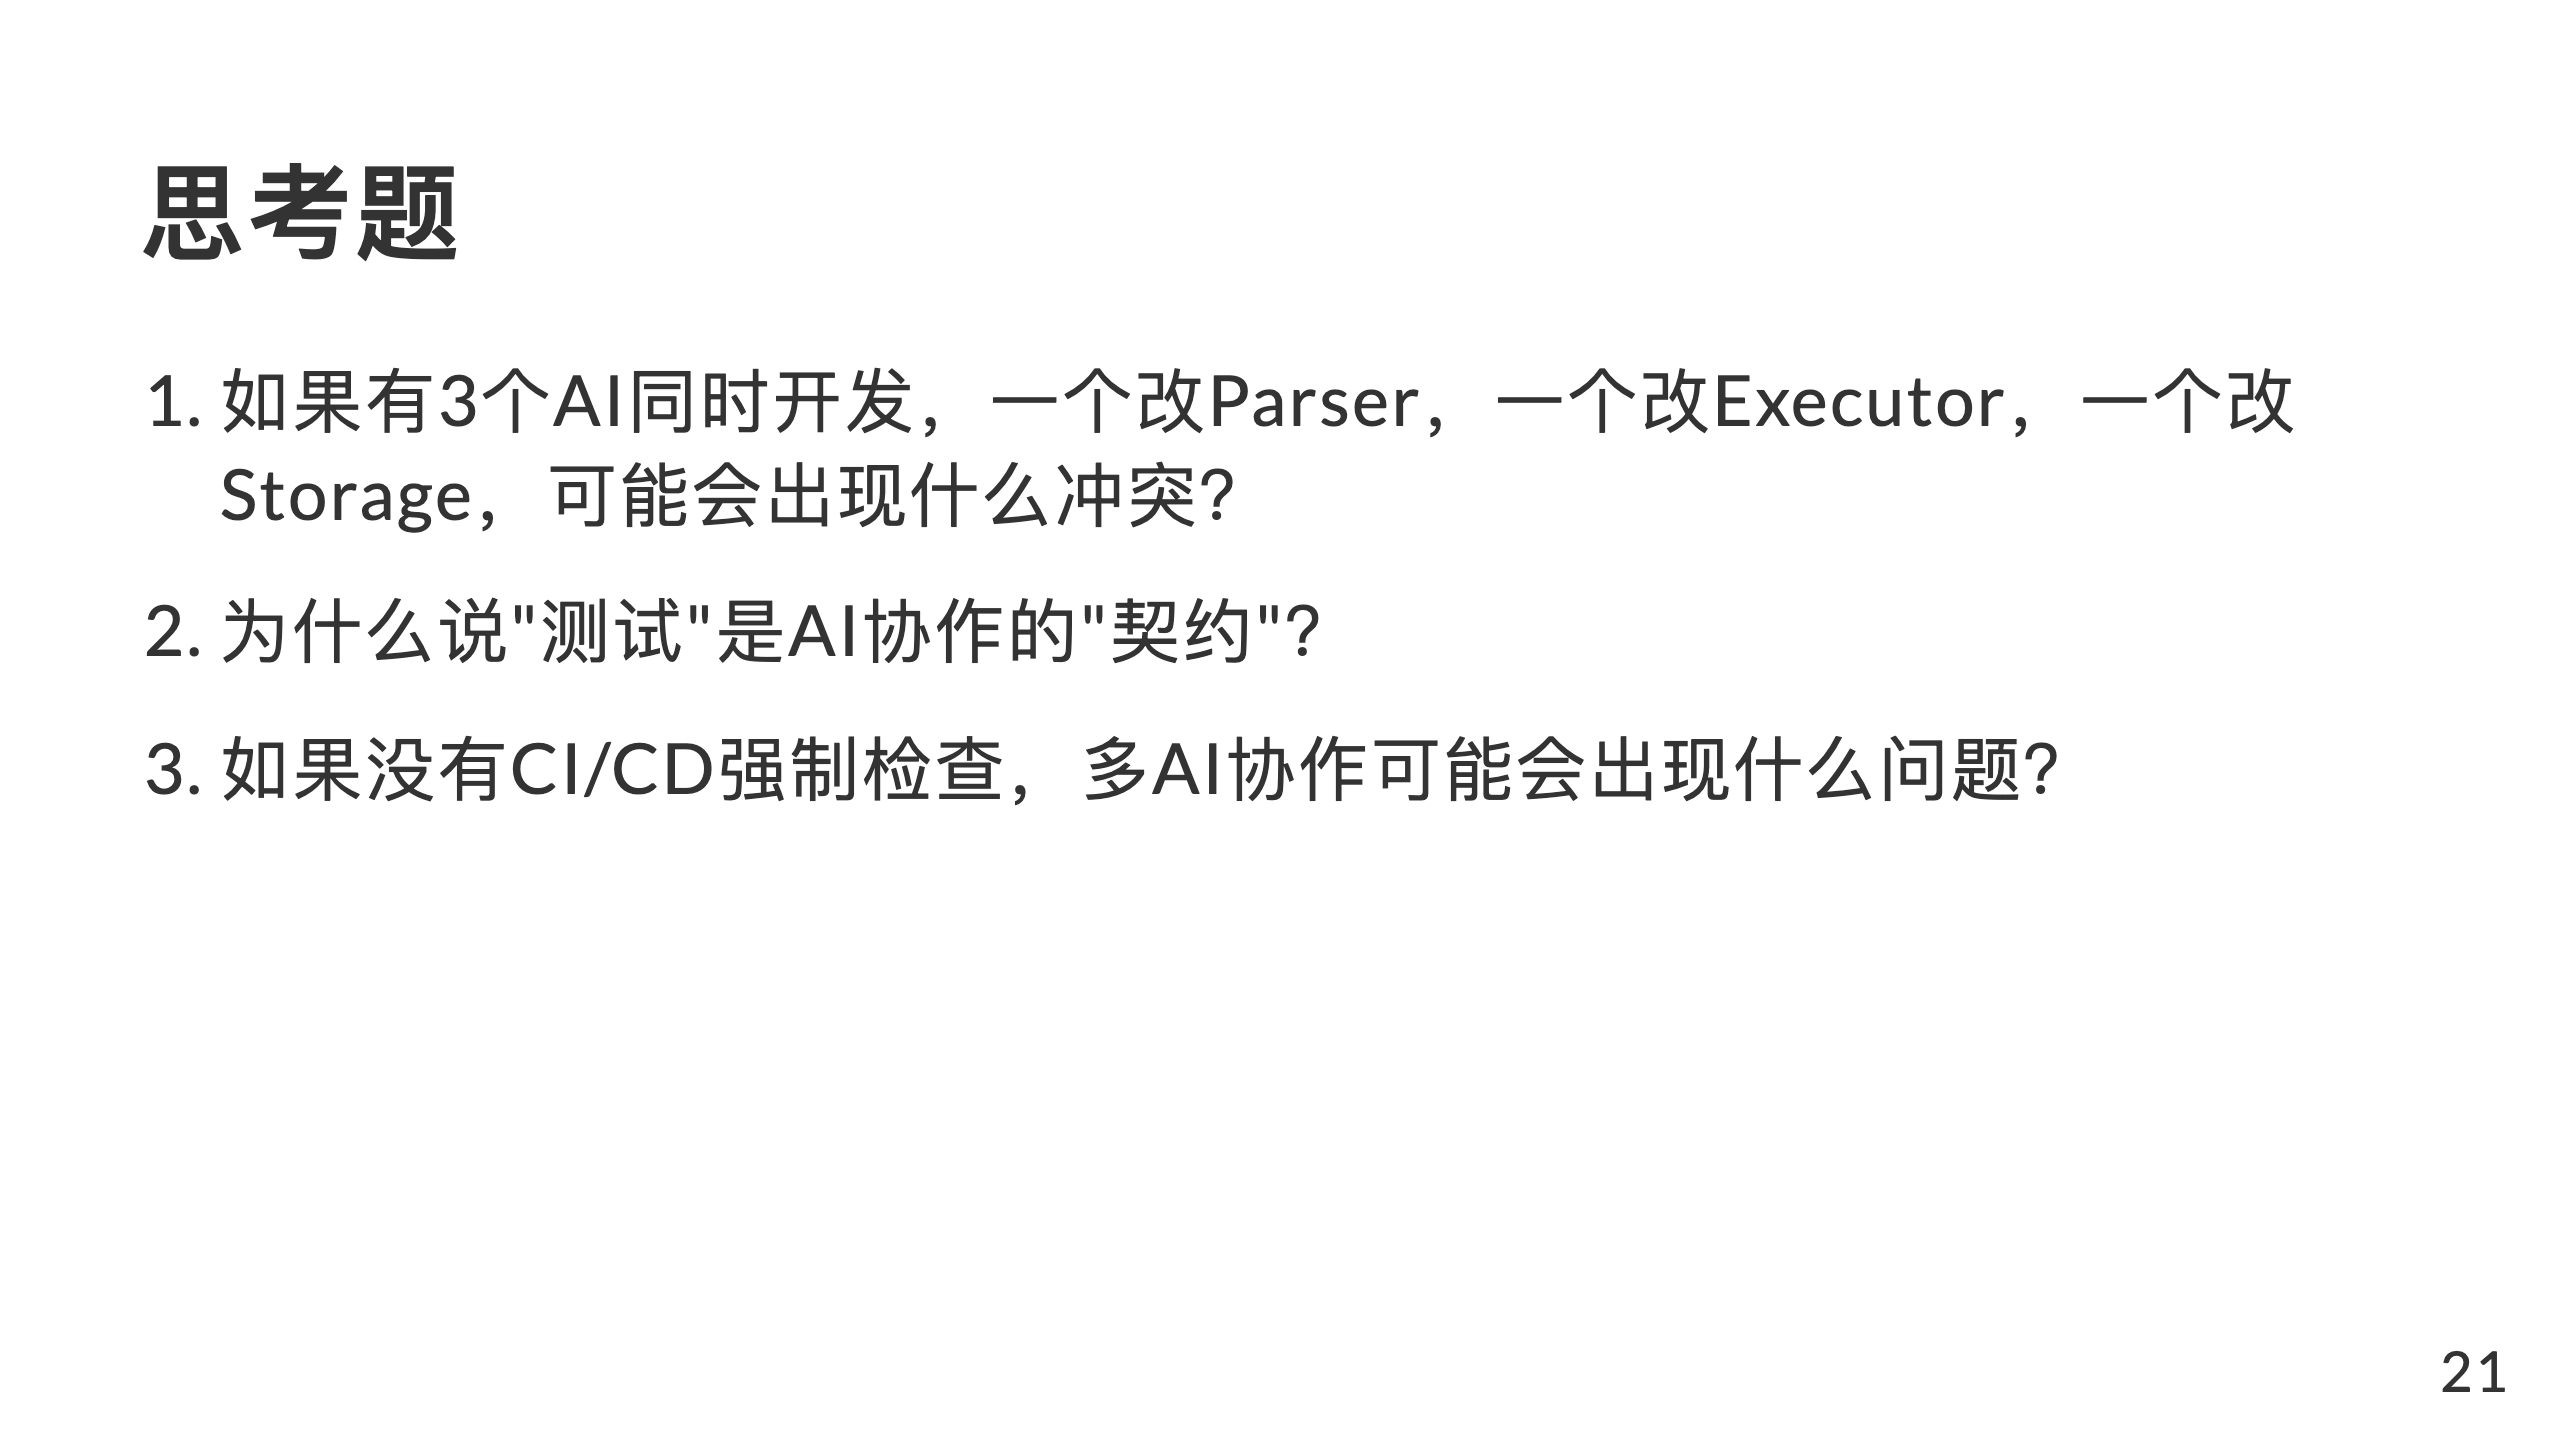 思考题
1. 如果有3个AI同时开发，一个改Parser，一个改Executor，一个改
Storage，可能会出现什么冲突?
2. 为什么说"测试"是AI协作的"契约"?
3. 如果没有CI/CD强制检查，多AI协作可能会出现什么问题?
21